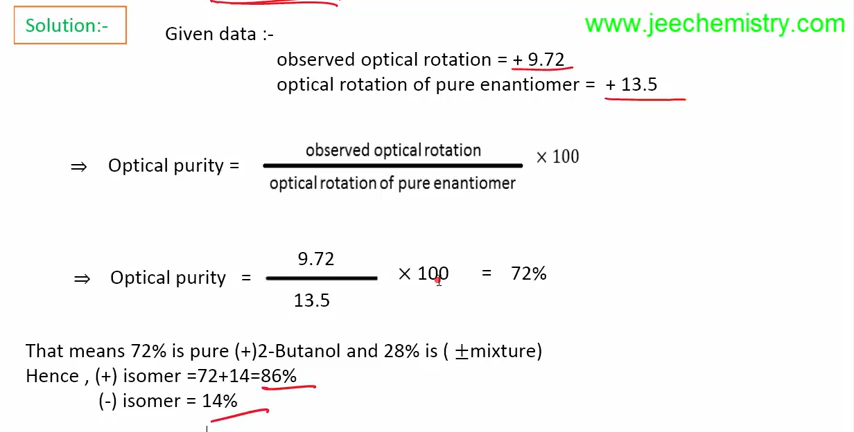 Solution:-
www.jeechemistry.com
Given data :-
observed optical rotation = + 9.72
optical rotation of pure enantiomer = + 13.5
⇒ Optical purity = observed optical rotation × 100
optical rotation of pure enantiomer
⇒ Optical purity = 9.72 × 100 = 72%
13.5
That means 72% is pure (+)2-Butanol and 28% is ( ±mixture)
Hence , (+) isomer =72+14=86%
(-) isomer = 14%